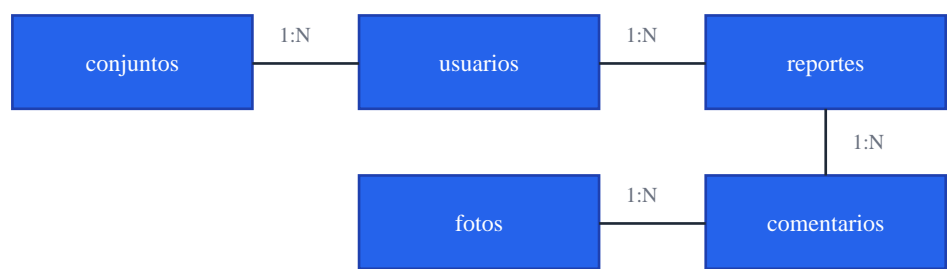 conjuntos
1:N
usuarios
1:N
reportes
1:N
fotos
1:N
comentarios